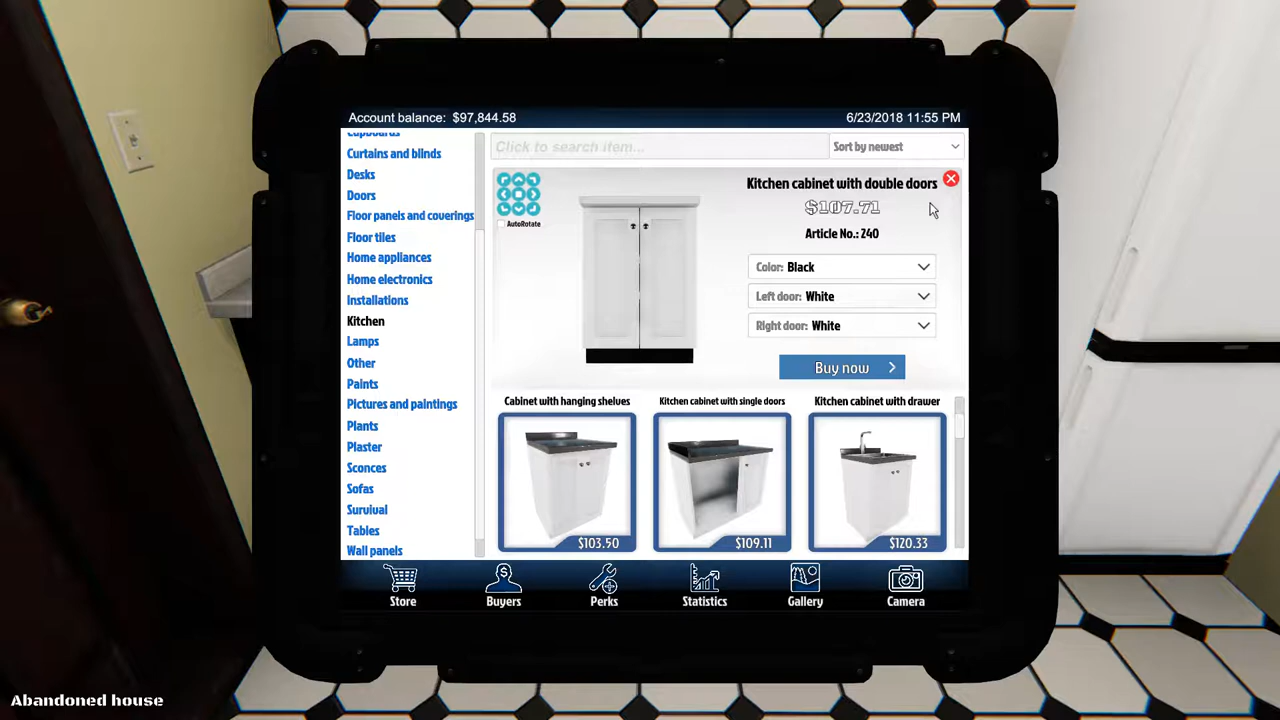 Account balance: $97,844.58
6/23/2018 11:55 PM
Cupboards
Curtains and blinds
Desks
Doors
Floor panels and coverings
Floor tiles
Home appliances
Home electronics
Installations
Kitchen
Lamps
Other
Paints
Pictures and paintings
Plants
Plaster
Sconces
Sofas
Survival
Tables
Wall panels
Click to search item...
Sort by newest
AutoRotate
Kitchen cabinet with double doors
$107.71
Article No.: 240
Color: Black
Left door: White
Right door: White
Buy now
Cabinet with hanging shelves
$103.50
Kitchen cabinet with single doors
$109.11
Kitchen cabinet with drawer
$120.33
Store
Buyers
Perks
Statistics
Gallery
Camera
Abandoned house